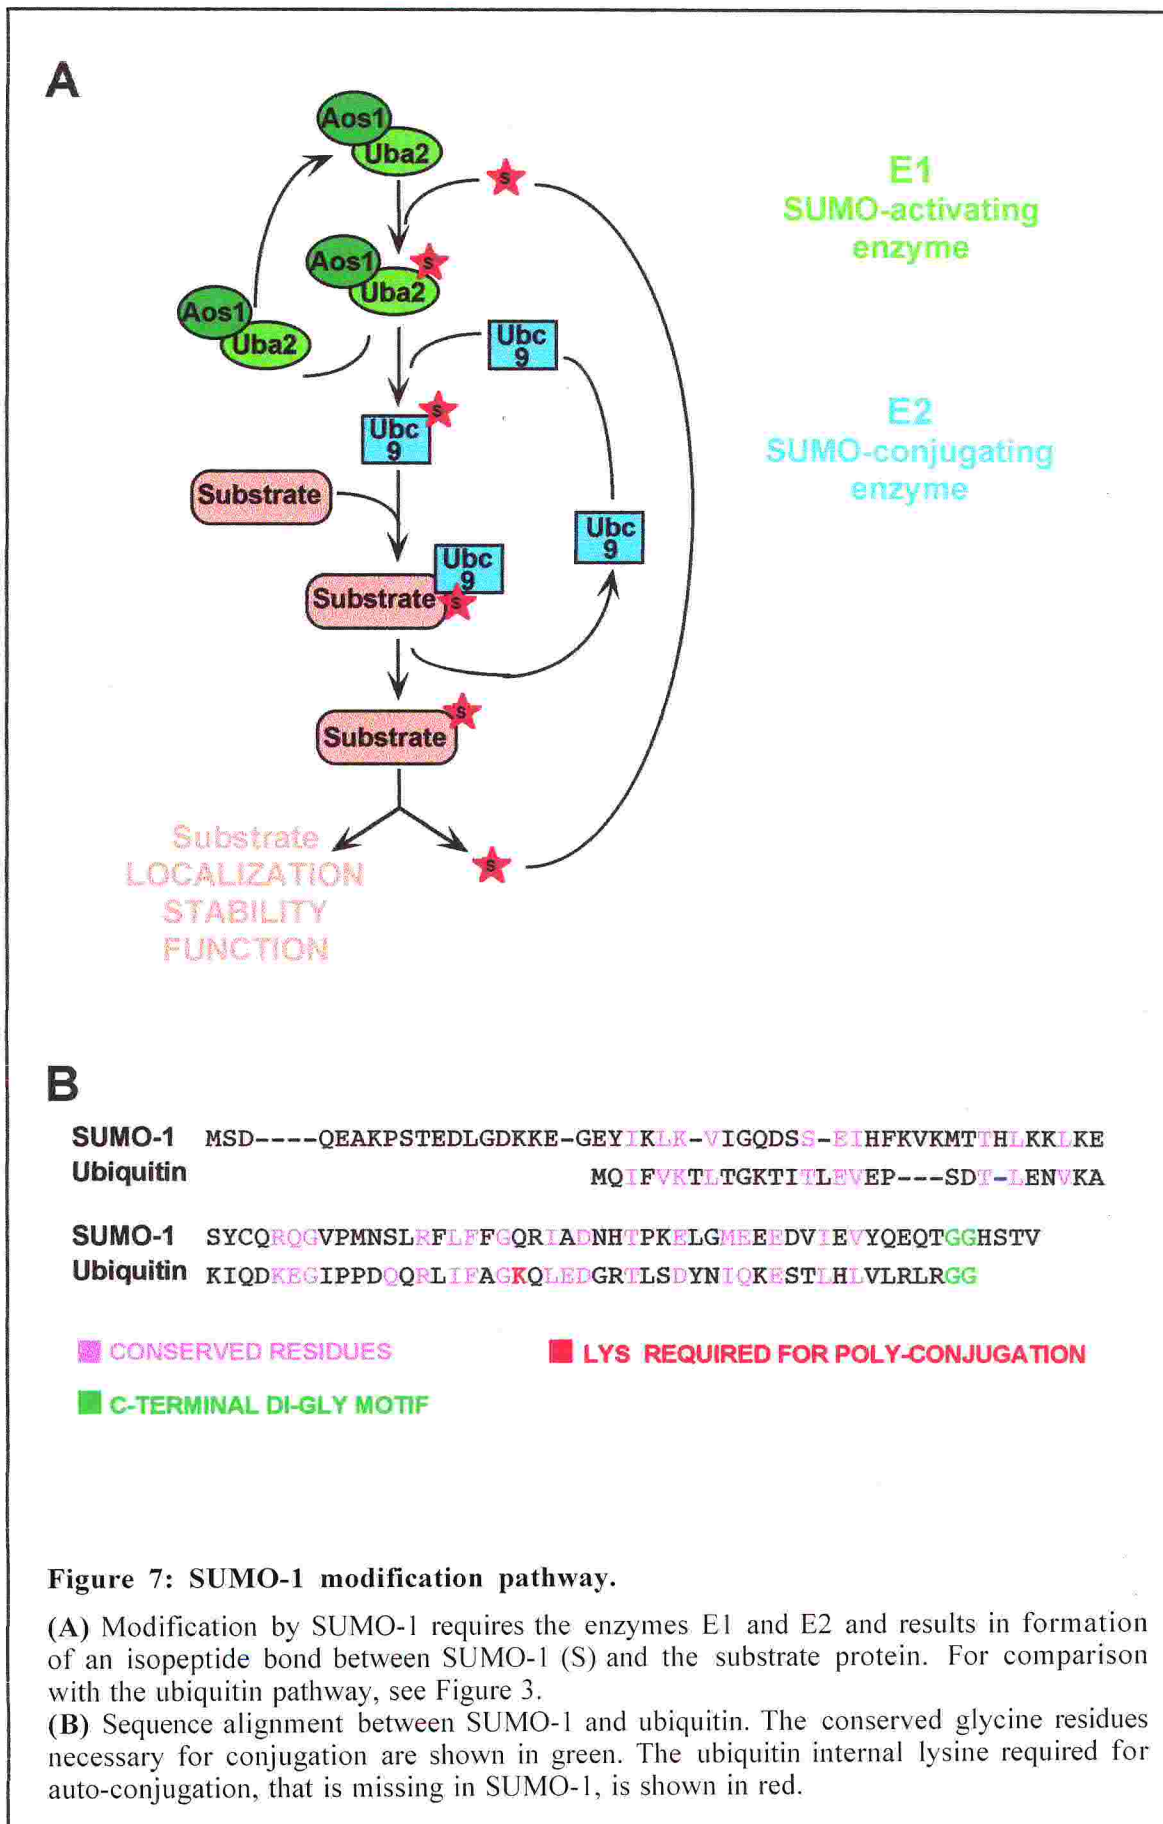 A
Aos1
Uba2
s
E1
SUMO-activating
enzyme
Aos1
Uba2
s
Aos1
Uba2
Ubc
9
s
Ubc
9
E2
SUMO-conjugating
enzyme
Substrate
Ubc
9
Ubc
9
Substrate
s
s
Substrate
s
Substrate
LOCALIZATION
STABILITY
FUNCTION
B
SUMO-1 MSD----QEAKPSTEDLGDKKE-GEYIKLK-VIGQDSS-EIHFKVKMTTHLKKLKE
Ubiquitin MQIFVKTLTGKTITLEVEP---SDT-LENVKA
SUMO-1 SYCQRQGVPMNSLRFLFFGQRIADNHTPKELGMEEEDVIEVYQEQTGGHSTV
Ubiquitin KIQDKEGIPPDQQRLIFAGKQLEDGRTLSDYNIQKESTLHLVLRLRGG
CONSERVED RESIDUES
LYS REQUIRED FOR POLY-CONJUGATION
C-TERMINAL DI-GLY MOTIF
Figure 7: SUMO-1 modification pathway.
(A) Modification by SUMO-1 requires the enzymes E1 and E2 and results in formation
of an isopeptide bond between SUMO-1 (S) and the substrate protein. For comparison
with the ubiquitin pathway, see Figure 3.
(B) Sequence alignment between SUMO-1 and ubiquitin. The conserved glycine residues
necessary for conjugation are shown in green. The ubiquitin internal lysine required for
auto-conjugation, that is missing in SUMO-1, is shown in red.